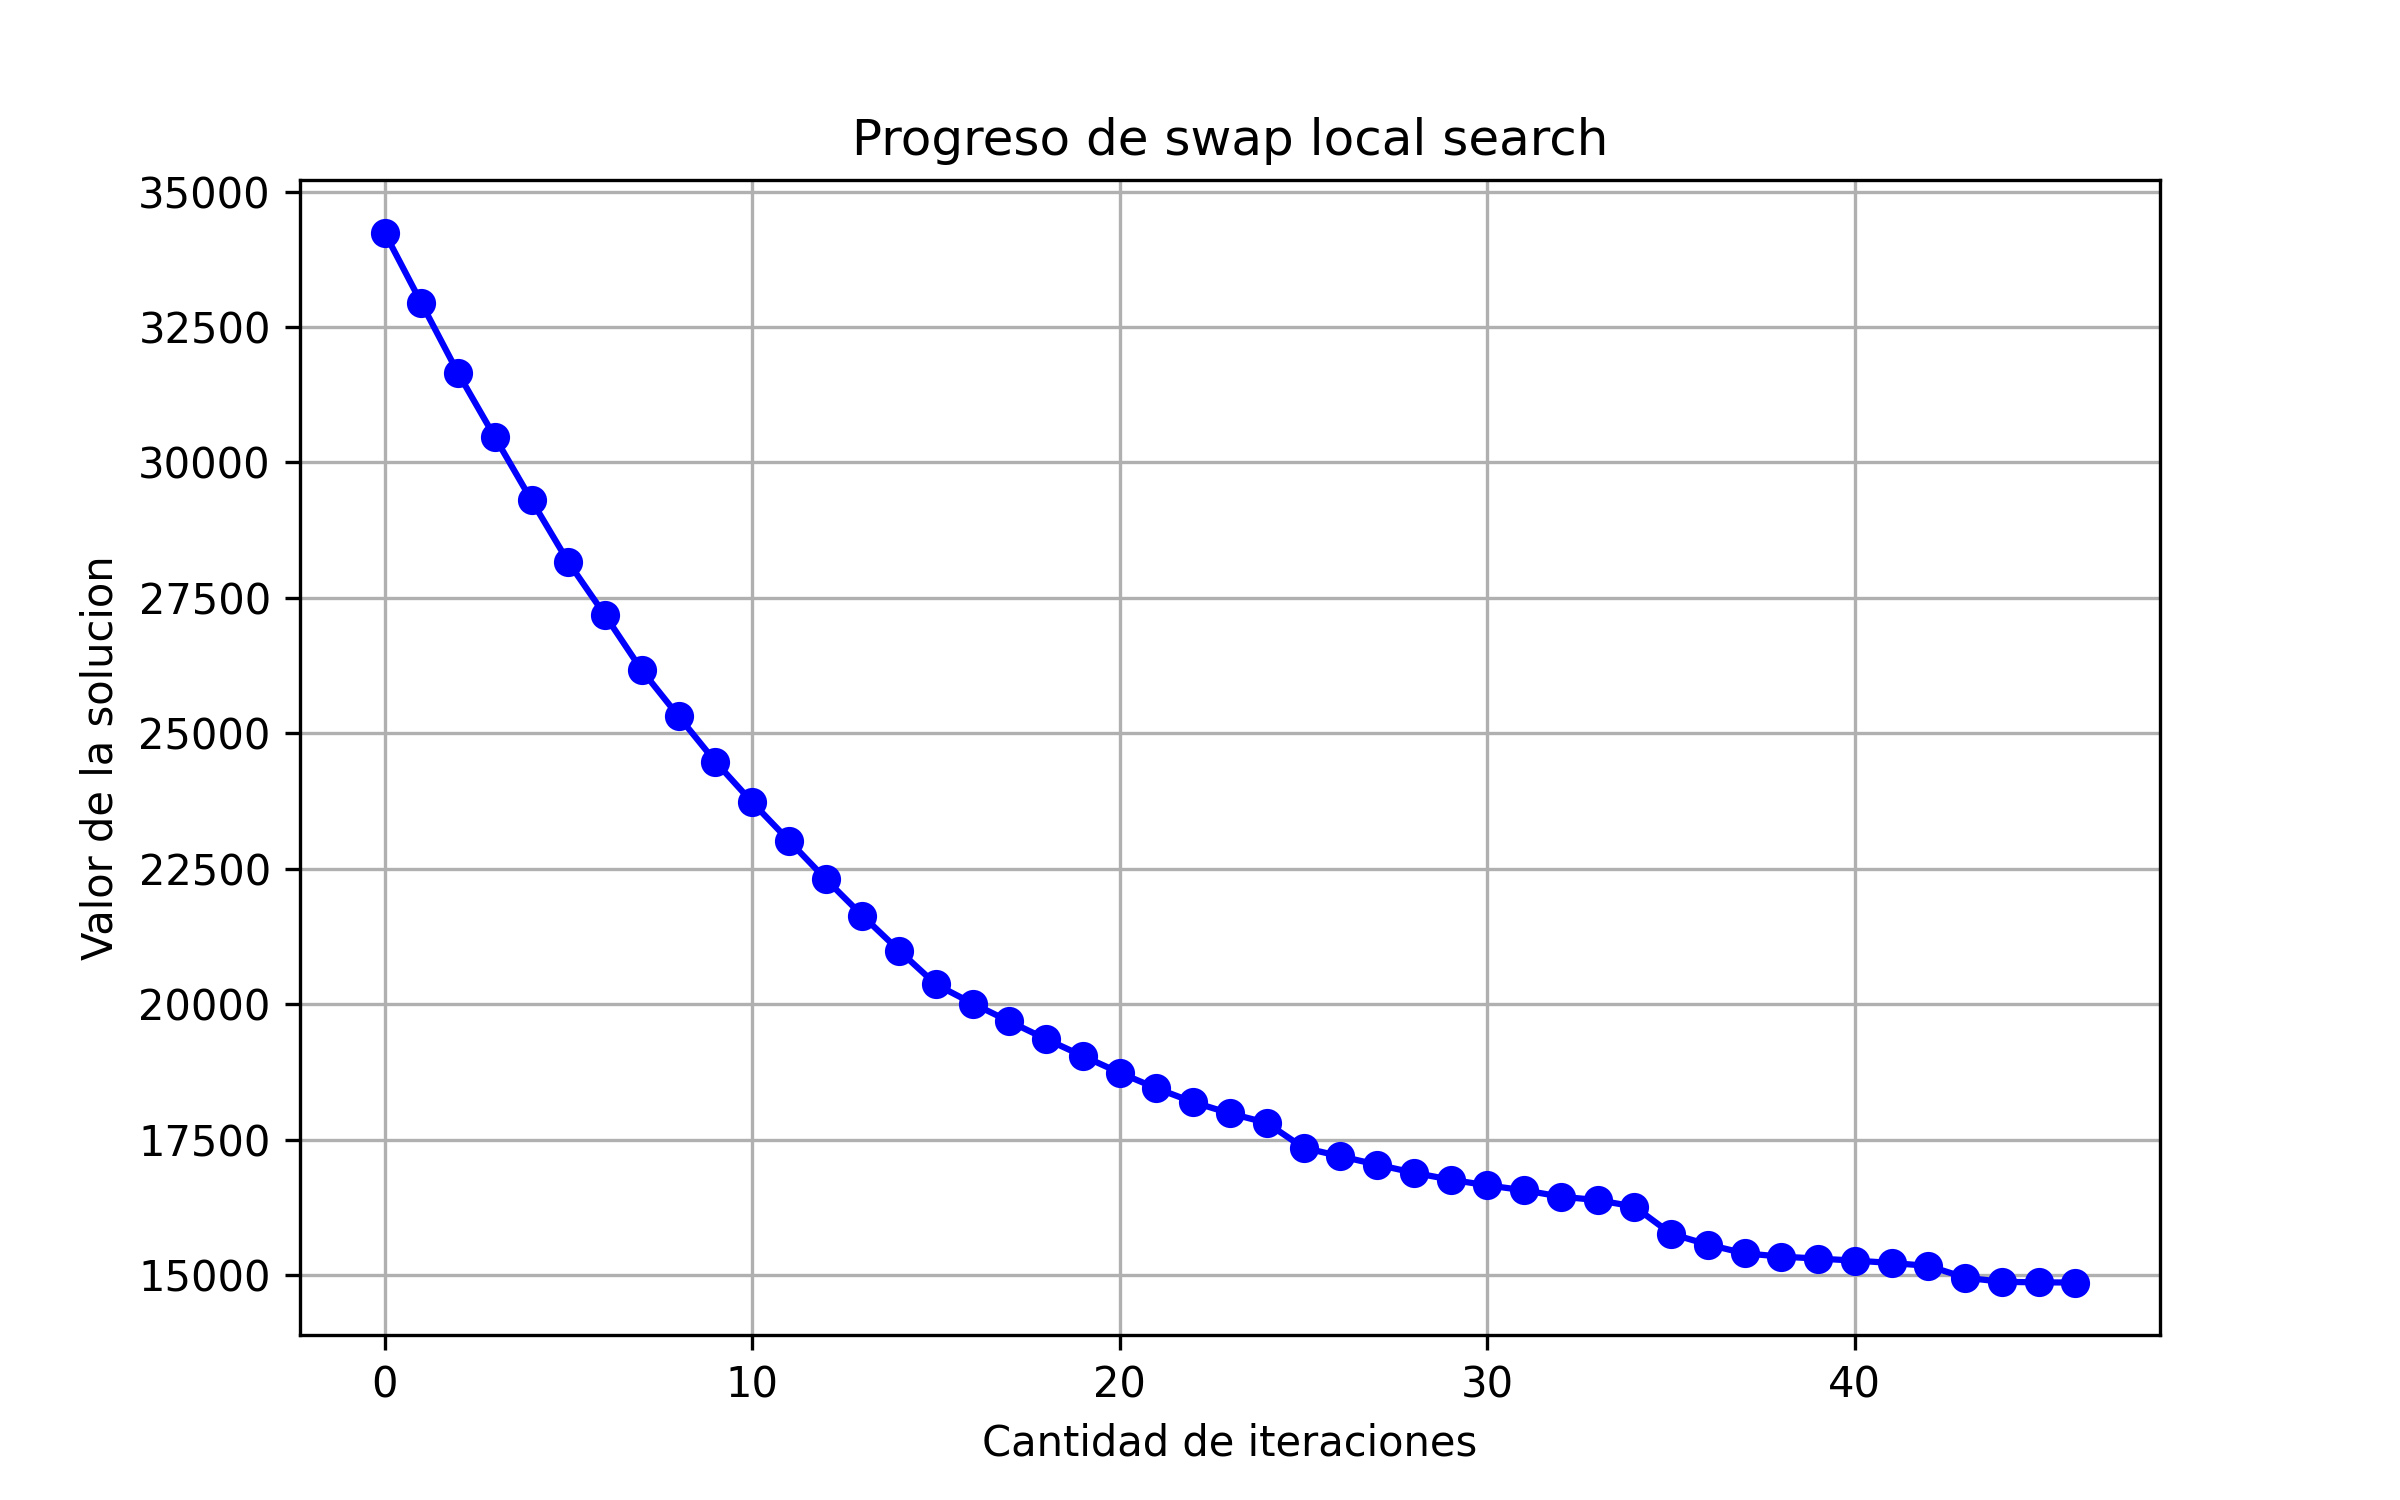 Progreso de swap local search
35000
32500
30000
27500
25000
22500
20000
17500
15000
Valor de la solucion
0 10 20 30 40
Cantidad de iteraciones